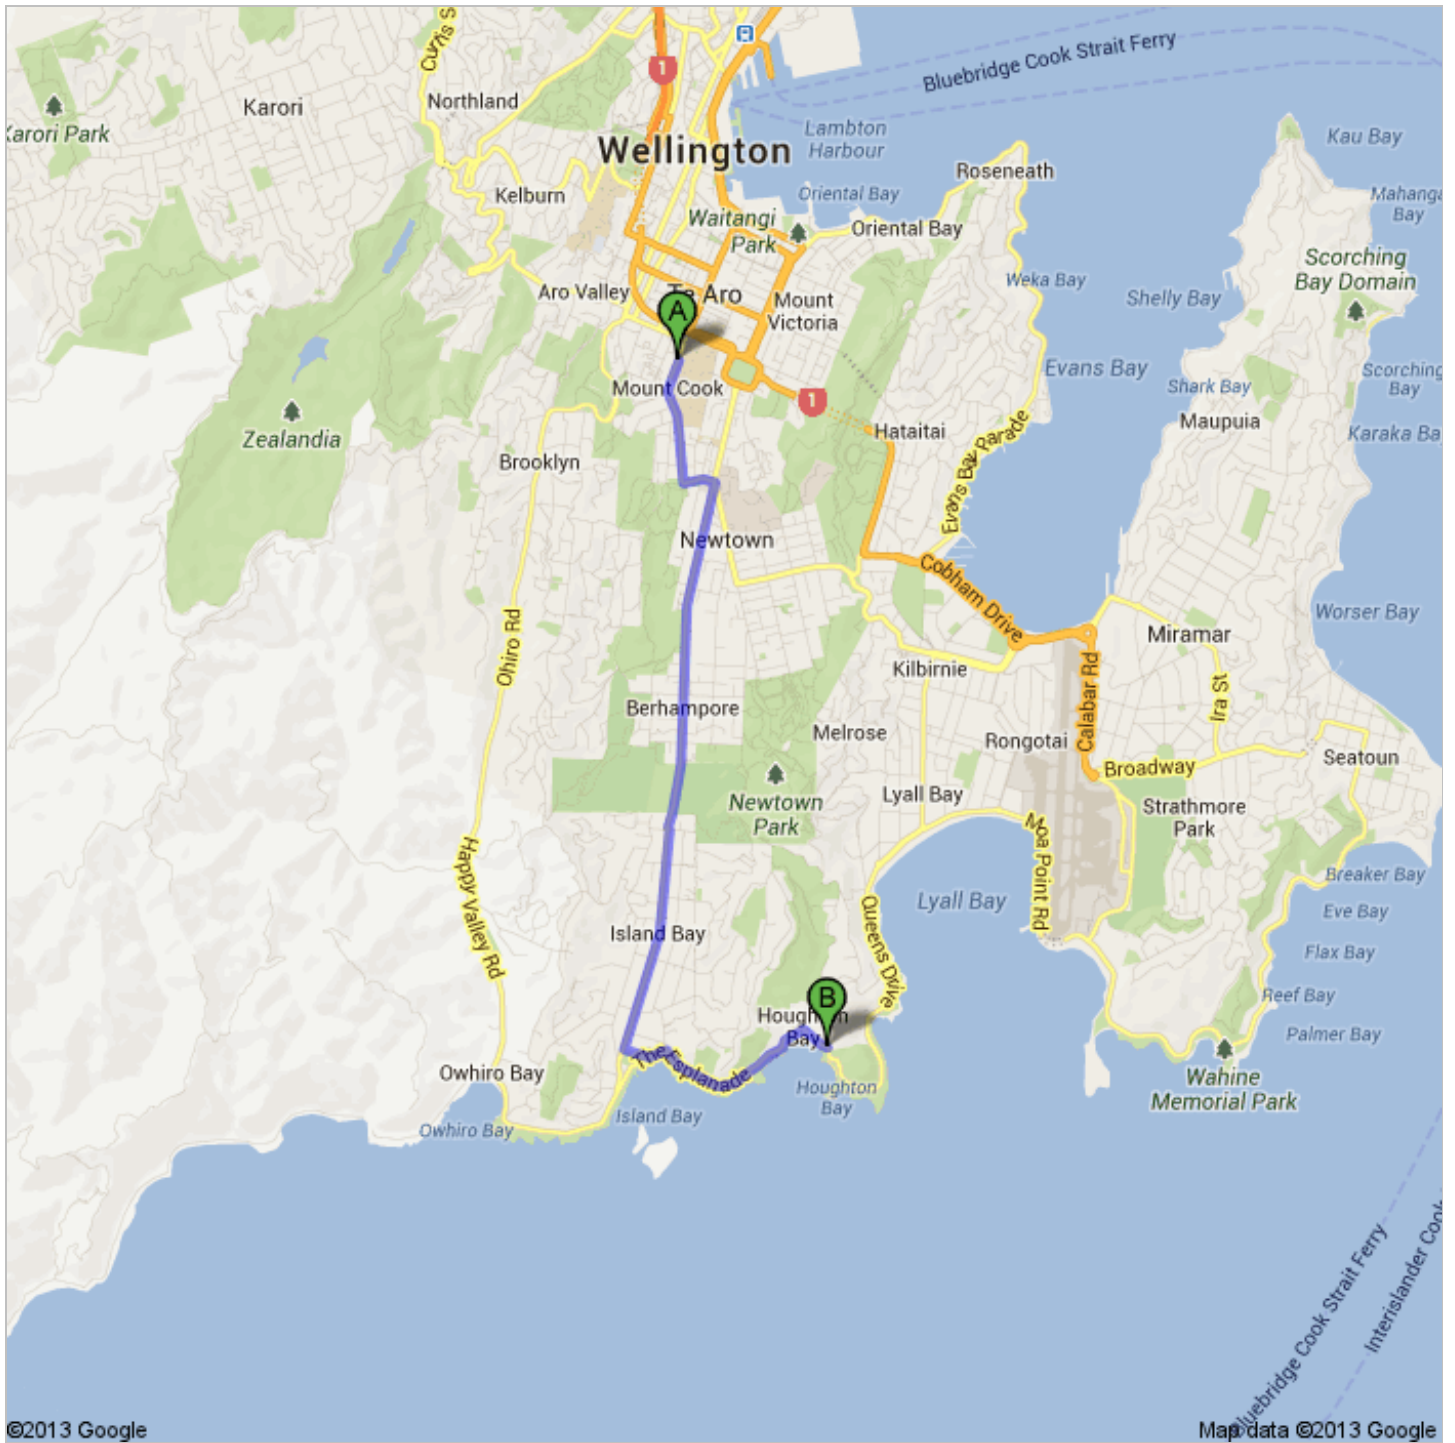 Curtis S
Bluebridge Cook Strait Ferry
1
Karori
Northland
Karori Park
Lambton
Harbour
Kau Bay
Wellington
Roseneath
Kelburn
Oriental Bay
Mahanga
Bay
Waitangi
Park
Oriental Bay
Scorching
Bay Domain
Weka Bay
Aro Valley
Te Aro
Shelly Bay
Mount
Victoria
A
Evans Bay
Scorching
Bay
Mount Cook
1
Shark Bay
Maupuia
Zealandia
Hataitai
Karaka Ba
Evans Bay Parade
Brooklyn
Newtown
Cobham Drive
Worser Bay
Ohiro Rd
Miramar
Kilbirnie
Calabar Rd
Ira St
Berhampore
Melrose
Rongotai
Broadway
Seatoun
Newtown
Park
Lyall Bay
Strathmore
Park
Moa Point Rd
Happy Valley Rd
Breaker Bay
Lyall Bay
Eve Bay
Island Bay
Queens Drive
Flax Bay
B
Reef Bay
Houghton
Bay
Palmer Bay
The Esplanade
Owhiro Bay
Houghton
Bay
Wahine
Memorial Park
Island Bay
Owhiro Bay
Bluebridge Cook Strait Ferry
Interislander Cook
©2013 Google
Map data ©2013 Google